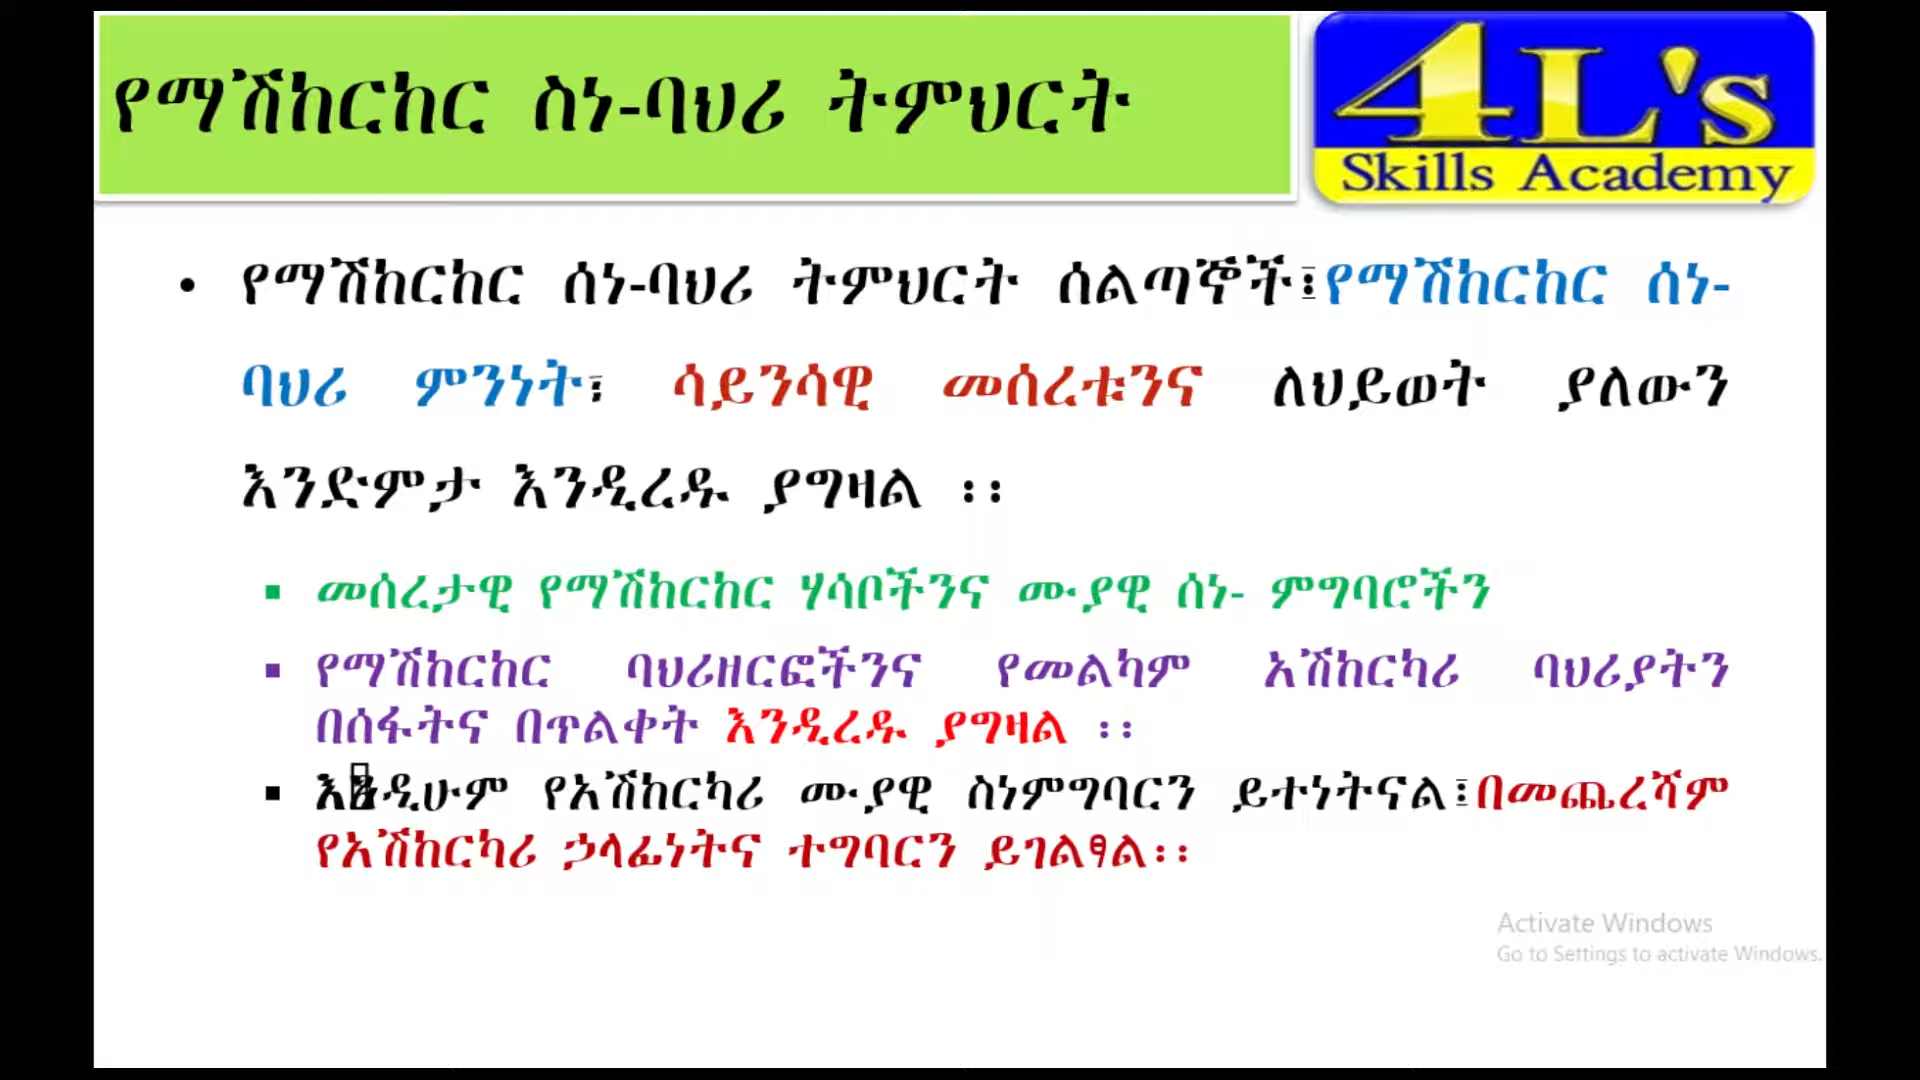 የማሽከርከር ስነ-ባህሪ ትምህርት
4L's
Skills Academy
• የማሽከርከር ሰነ-ባህሪ ትምህርት ሰልጣኞች፤የማሽከርከር ሰነ-
ባህሪ ምንነት፣ ሳይንሳዊ መሰረቱንና ለህይወት ያለውን
እንድምታ እንዲረዱ ያግዛል ፡፡
▪ መሰረታዊ የማሽከርከር ሃሳቦችንና ሙያዊ ሰነ- ምግባሮችን
▪ የማሽከርከር ባህሪዘርፎችንና የመልካም አሽከርካሪ ባህሪያትን
በሰፋትና በጥልቀት እንዲረዱ ያግዛል ፡፡
▪ እንዲሁም የአሽከርካሪ ሙያዊ ስነምግባርን ይተነትናል፤በመጨረሻም
የአሽከርካሪ ኃላፊነትና ተግባርን ይገልፃል፡፡
Activate Windows
Go to Settings to activate Windows.